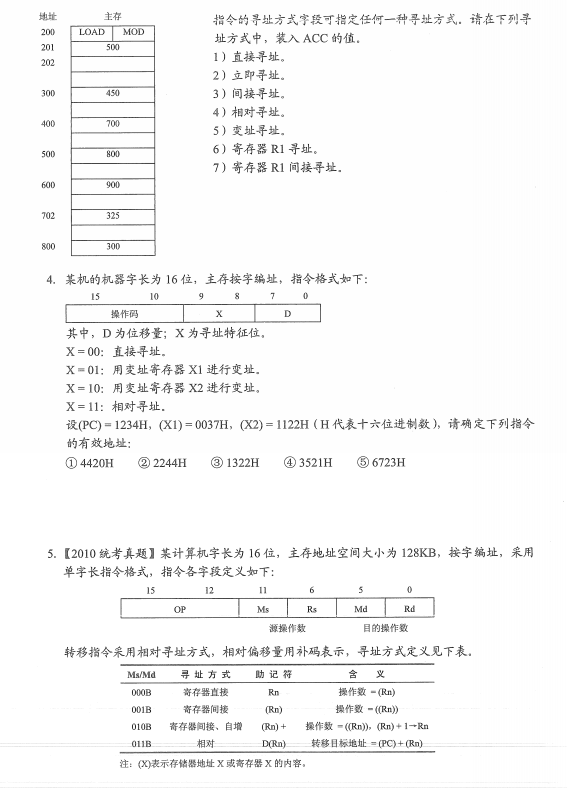 地址 主存
200 LOAD MOD
201 500
202
300 450
400 700
500 800
600 900
702 325
800 300
指令的寻址方式字段可指定任何一种寻址方式。请在下列寻
址方式中，装入 ACC 的值。
1）直接寻址。
2）立即寻址。
3）间接寻址。
4）相对寻址。
5）变址寻址。
6）寄存器 R1 寻址。
7）寄存器 R1 间接寻址。
4. 某机的机器字长为 16 位，主存按字编址，指令格式如下：
15 10 9 8 7 0
操作码 X D
其中，D 为位移量；X 为寻址特征位。
X = 00：直接寻址。
X = 01：用变址寄存器 X1 进行变址。
X = 10：用变址寄存器 X2 进行变址。
X = 11：相对寻址。
设(PC) = 1234H，(X1) = 0037H，(X2) = 1122H（H 代表十六位进制数），请确定下列指令
的有效地址：
① 4420H ② 2244H ③ 1322H ④ 3521H ⑤ 6723H
5.【2010 统考真题】某计算机字长为 16 位，主存地址空间大小为 128KB，按字编址，采用
单字长指令格式，指令各字段定义如下：
15 12 11 6 5 0
OP Ms Rs Md Rd
源操作数 目的操作数
转移指令采用相对寻址方式，相对偏移量用补码表示，寻址方式定义见下表。
Ms/Md 寻址方式 助记符 含义
000B 寄存器直接 Rn 操作数 = (Rn)
001B 寄存器间接 (Rn) 操作数 = ((Rn))
010B 寄存器间接、自增 (Rn) + 操作数 = ((Rn))，(Rn) + 1→Rn
011B 相对 D(Rn) 转移目标地址 = (PC) + (Rn)
注：(X)表示存储器地址 X 或寄存器 X 的内容。